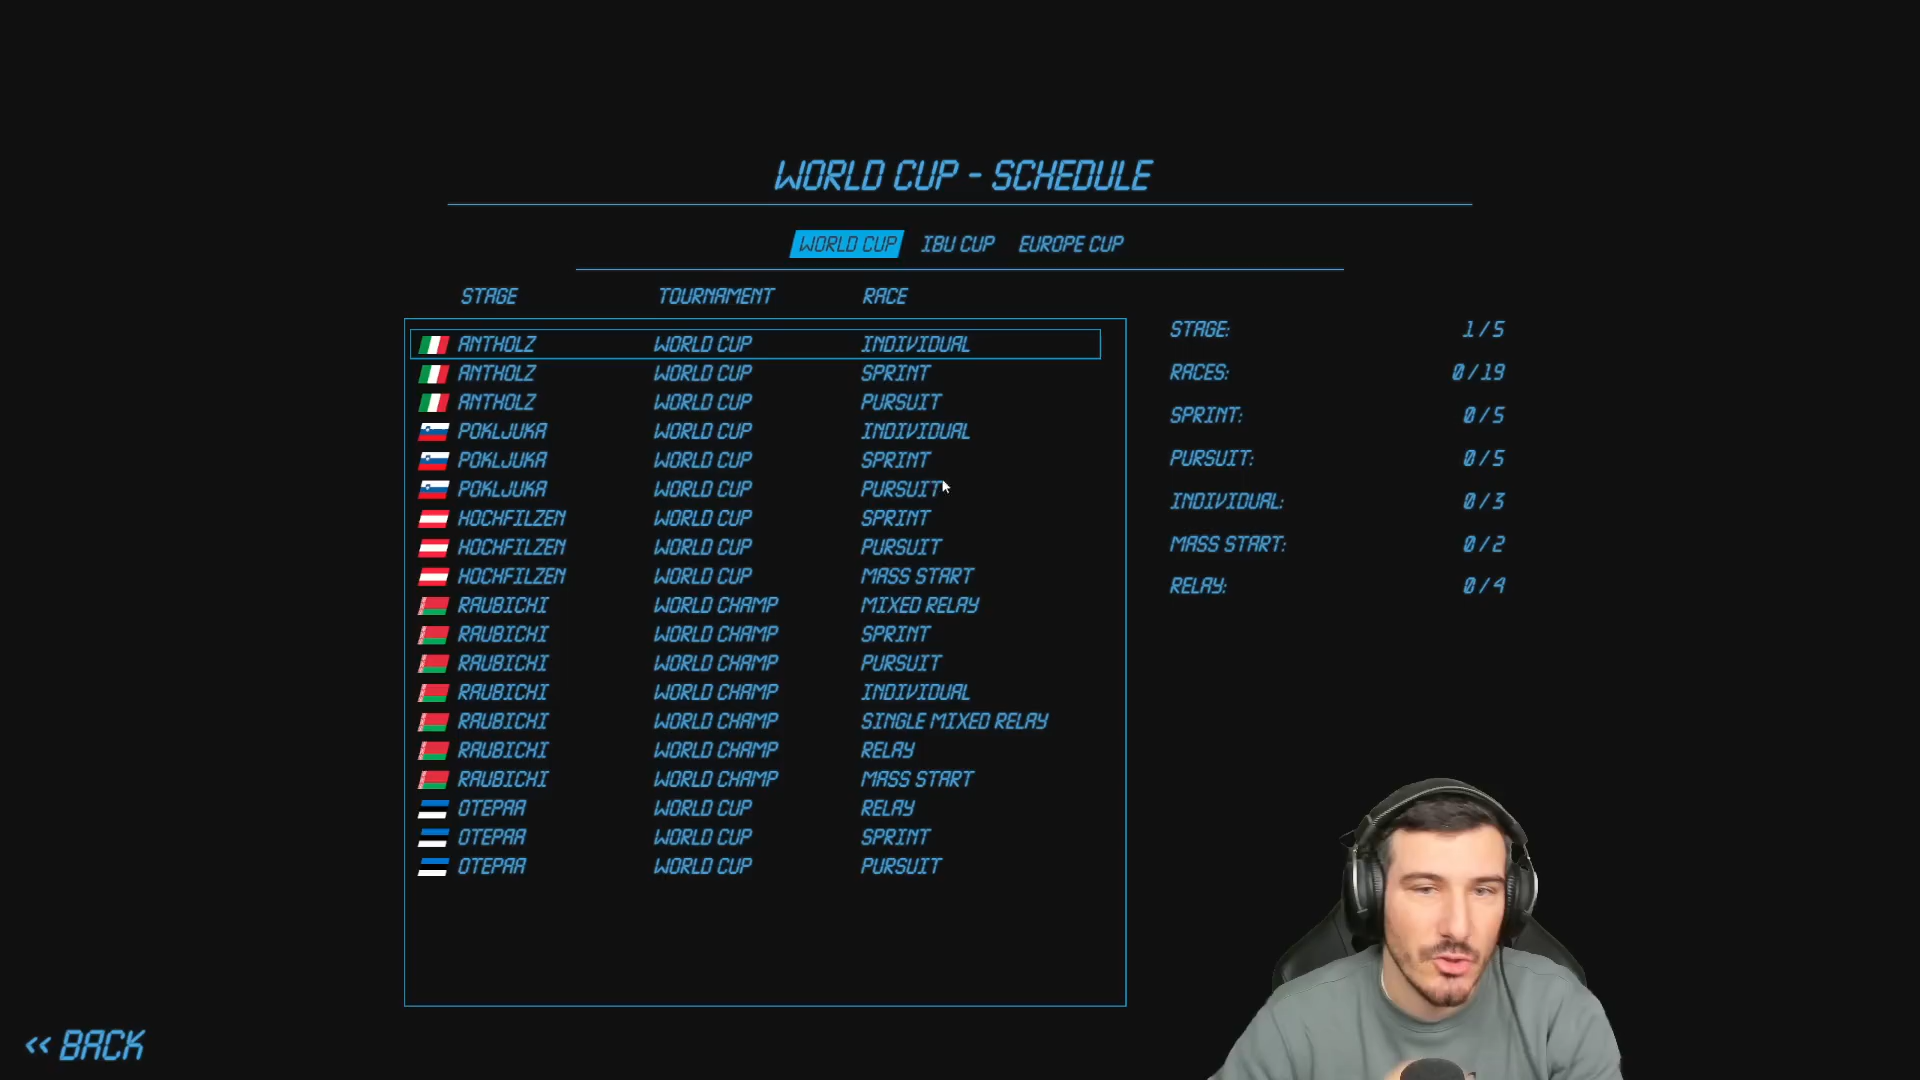 WORLD CUP - SCHEDULE
WORLD CUP IBU CUP EUROPE CUP
STAGE TOURNAMENT RACE
ANTHOLZ WORLD CUP INDIVIDUAL
ANTHOLZ WORLD CUP SPRINT
ANTHOLZ WORLD CUP PURSUIT
POKLJUKA WORLD CUP INDIVIDUAL
POKLJUKA WORLD CUP SPRINT
POKLJUKA WORLD CUP PURSUIT
HOCHFILZEN WORLD CUP SPRINT
HOCHFILZEN WORLD CUP PURSUIT
HOCHFILZEN WORLD CUP MASS START
RAUBICHI WORLD CHAMP MIXED RELAY
RAUBICHI WORLD CHAMP SPRINT
RAUBICHI WORLD CHAMP PURSUIT
RAUBICHI WORLD CHAMP INDIVIDUAL
RAUBICHI WORLD CHAMP SINGLE MIXED RELAY
RAUBICHI WORLD CHAMP RELAY
RAUBICHI WORLD CHAMP MASS START
OTEPAA WORLD CUP RELAY
OTEPAA WORLD CUP SPRINT
OTEPAA WORLD CUP PURSUIT
STAGE: 1/5
RACES: 0/19
SPRINT: 0/5
PURSUIT: 0/5
INDIVIDUAL: 0/3
MASS START: 0/2
RELAY: 0/4
<< BACK